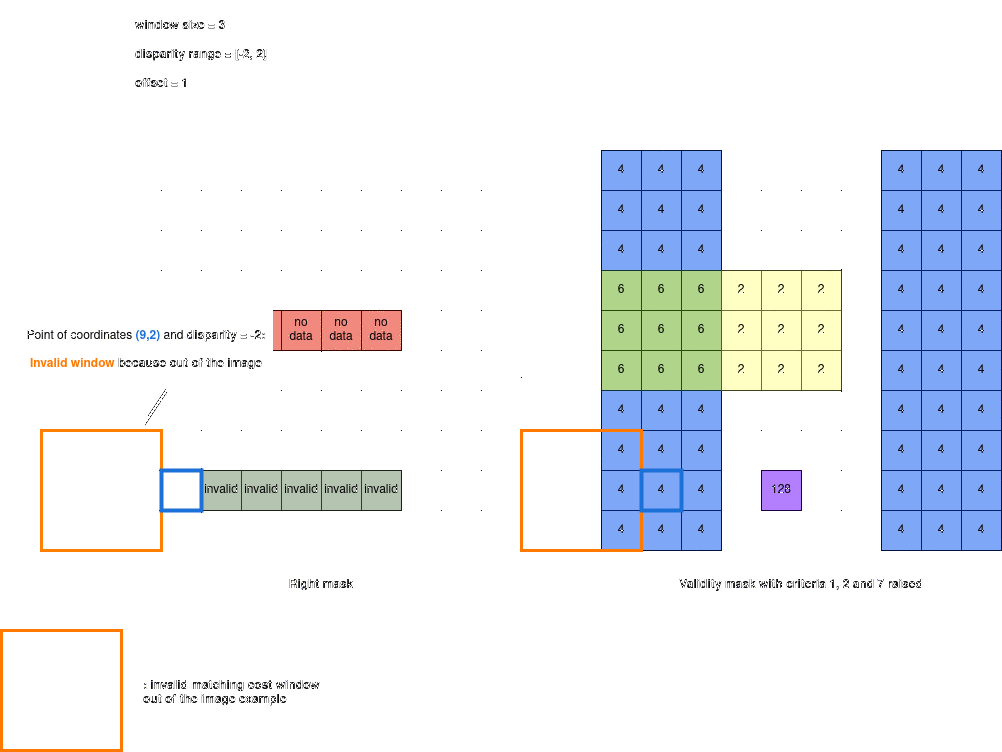 window size = 3
disparity range = [-2, 2]
offset = 1
4 4 4 4 4 4
4 4 4 4 4 4
4 4 4 4 4 4
6 6 6 2 2 2 4 4 4
Point of coordinates (9,2) and disparity = -2:
Invalid window because out of the image
no data no data no data
6 6 6 2 2 2 4 4 4
6 6 6 2 2 2 4 4 4
4 4 4 4 4 4
4 4 4 4 4 4
invalid invalid invalid invalid invalid
4 4 4 128 4 4 4
4 4 4 4 4 4
Right mask
Validity mask with criteria 1, 2 and 7 raised
: invalid matching cost window
out of the image example